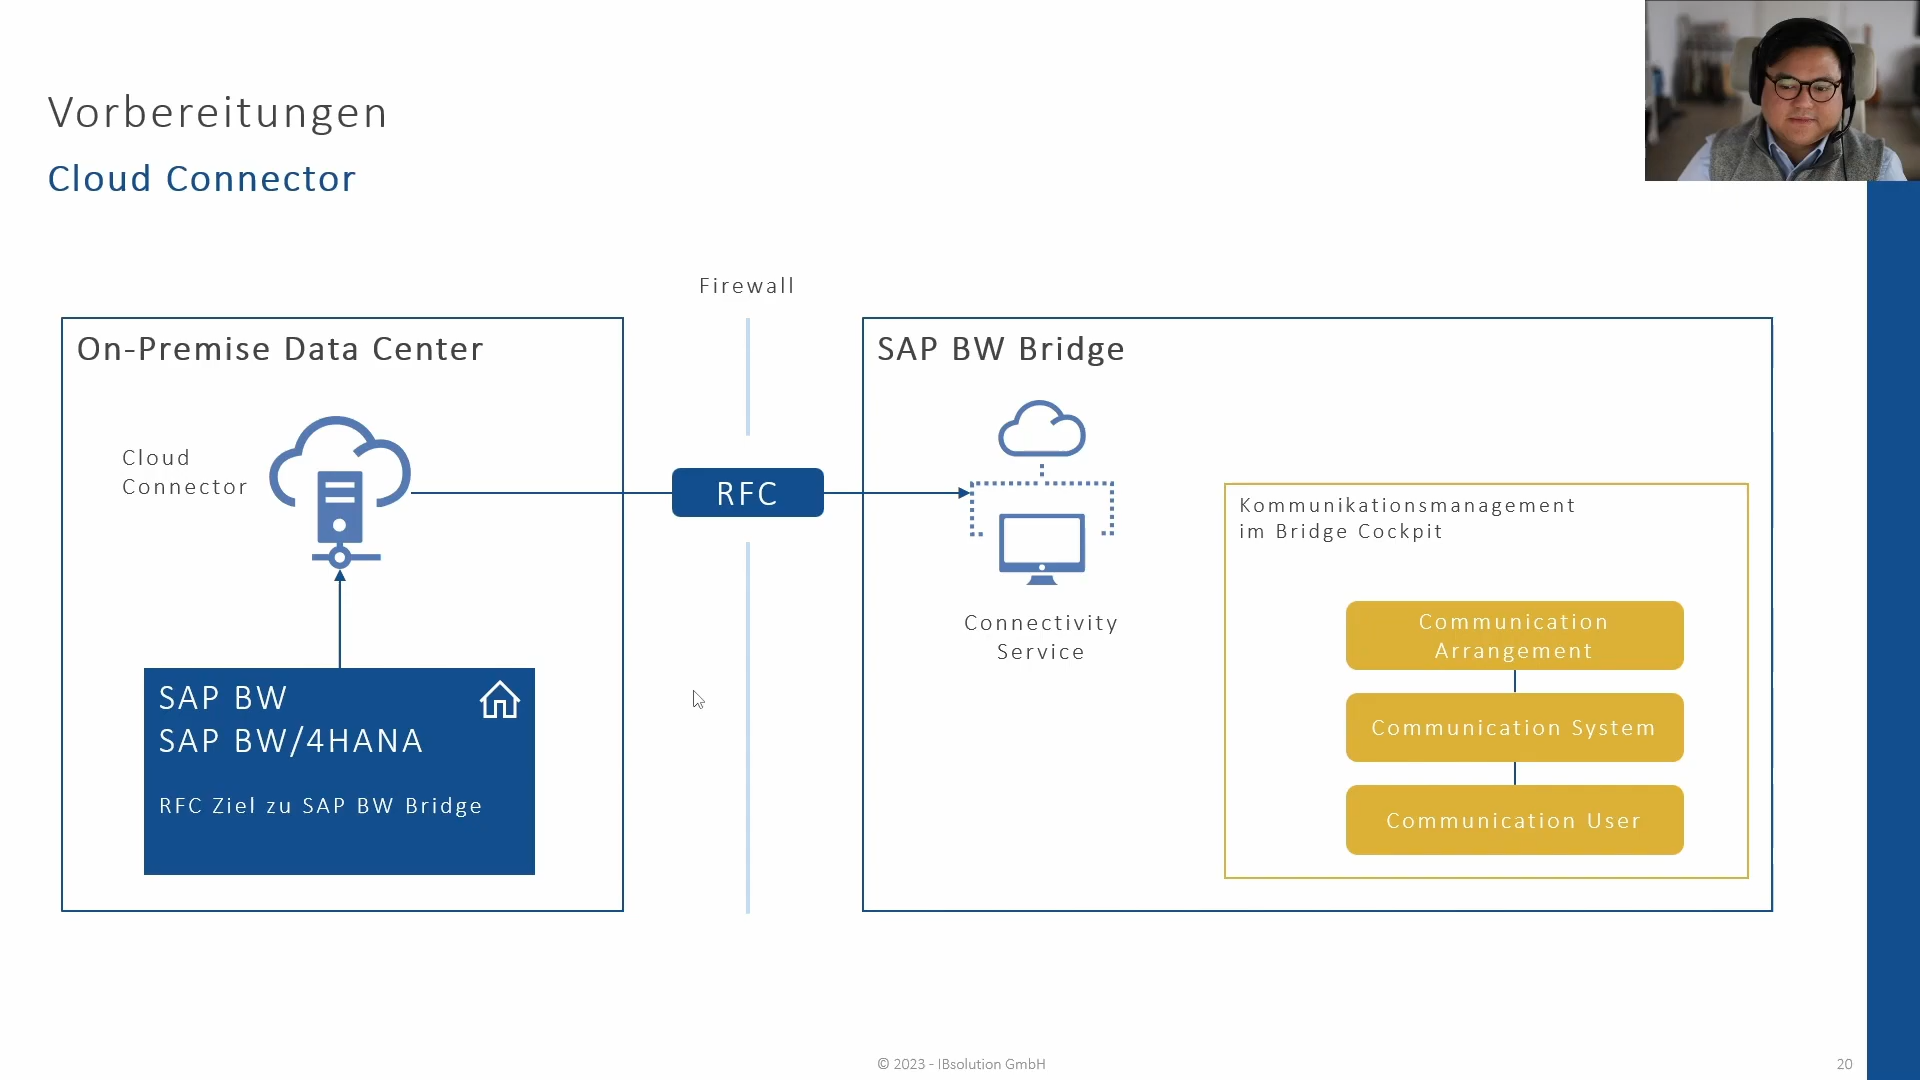 Vorbereitungen
Cloud Connector
Firewall
On-Premise Data Center
Cloud
Connector
RFC
SAP BW
SAP BW/4HANA
RFC Ziel zu SAP BW Bridge
SAP BW Bridge
Connectivity
Service
Kommunikationsmanagement
im Bridge Cockpit
Communication
Arrangement
Communication System
Communication User
© 2023 - IBsolution GmbH
20